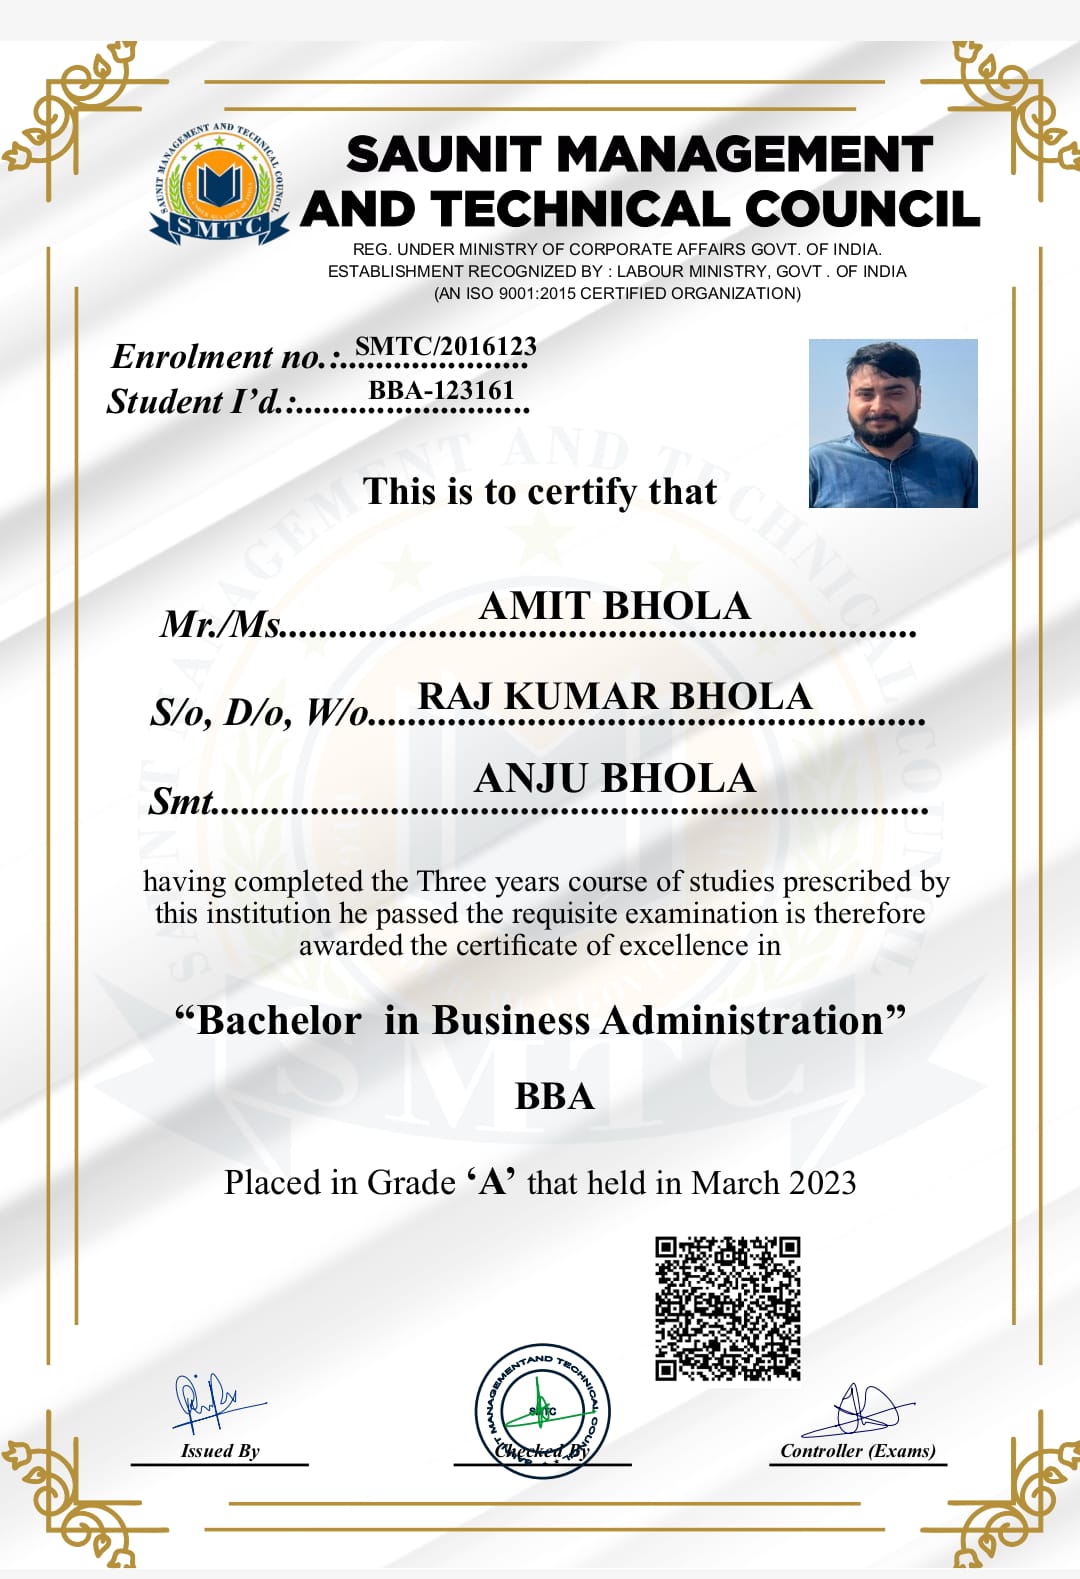 SAUNIT MANAGEMENT AND TECHNICAL COUNCIL
SMTC
SAUNIT MANAGEMENT
AND TECHNICAL COUNCIL
REG. UNDER MINISTRY OF CORPORATE AFFAIRS GOVT. OF INDIA.
ESTABLISHMENT RECOGNIZED BY : LABOUR MINISTRY, GOVT . OF INDIA
(AN ISO 9001:2015 CERTIFIED ORGANIZATION)
Enrolment no.:..................... SMTC/2016123
Student I’d.:.......................... BBA-123161
This is to certify that
Mr./Ms................................................................. AMIT BHOLA
S/o, D/o, W/o......................................................... RAJ KUMAR BHOLA
Smt......................................................................... ANJU BHOLA
having completed the Three years course of studies prescribed by
this institution he passed the requisite examination is therefore
awarded the certificate of excellence in
“Bachelor in Business Administration”
BBA
Placed in Grade ‘A’ that held in March 2023
Issued By
SAUNIT MANAGEMENTAND TECHNICAL COUNCIL
SMTC
Checked By
Controller (Exams)